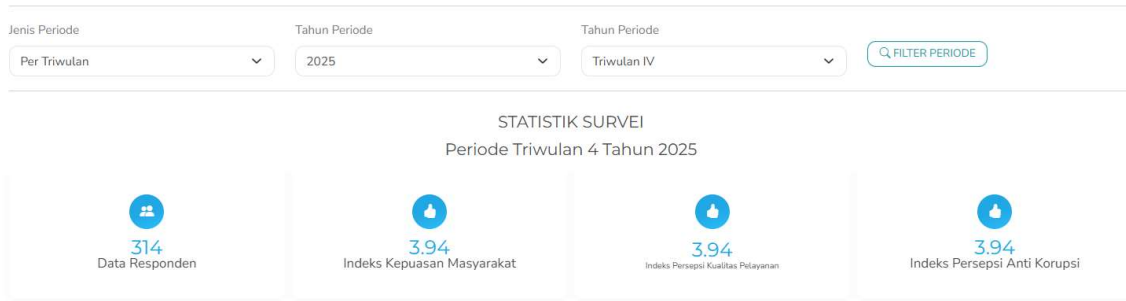 Jenis Periode
Tahun Periode
Tahun Periode
Per Triwulan
2025
Triwulan IV
FILTER PERIODE
STATISTIK SURVEI
Periode Triwulan 4 Tahun 2025
314
Data Responden
3.94
Indeks Kepuasan Masyarakat
3.94
Indeks Persepsi Kualitas Pelayanan
3.94
Indeks Persepsi Anti Korupsi